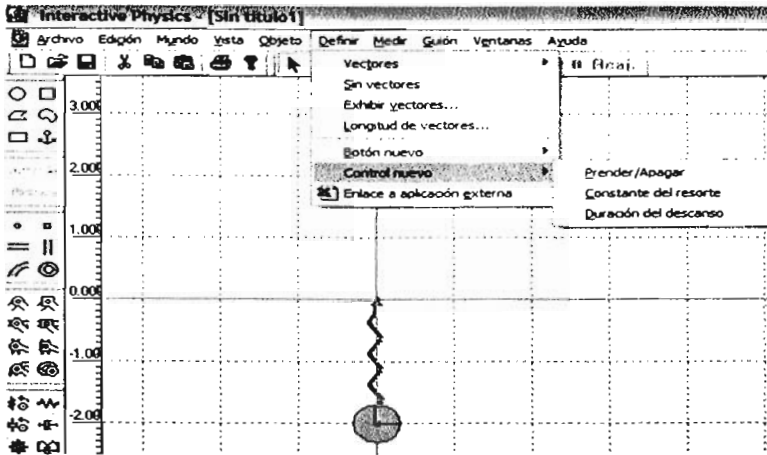 Interactive Physics - [Sin título1]
Archivo Edición Mundo Vista Objeto Definir Medir Guión Ventanas Ayuda
Reaj.
Vectores
Sin vectores
Exhibir vectores...
Longitud de vectores...
Botón nuevo
Control nuevo
Enlace a aplicación externa
Prender/Apagar
Constante del resorte
Duración del descanso
3.000
2.000
1.000
0.000
-1.00
-2.00